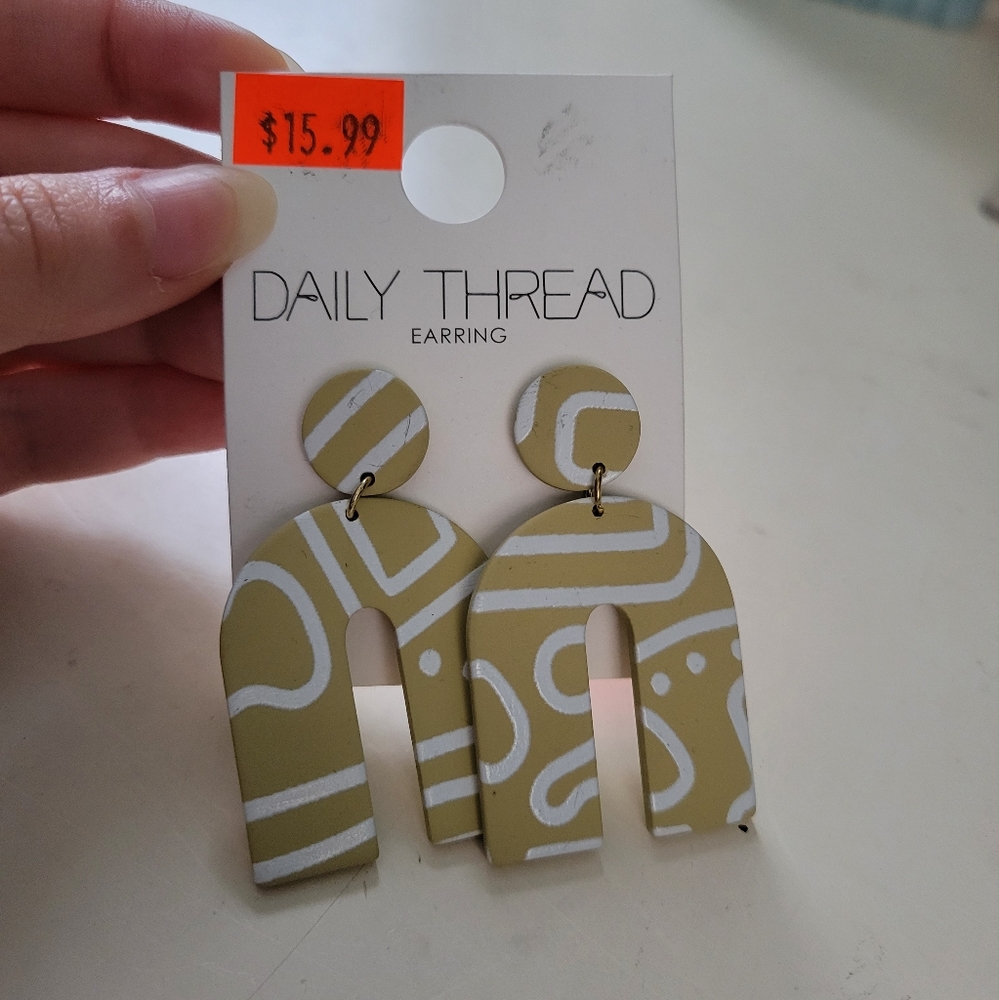 $15.99
DAILY THREAD
EARRING